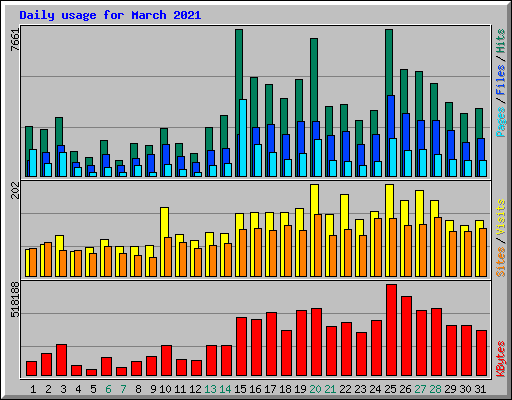 Daily usage for March 2021
7661
Pages / Files / Hits
202
Sites / Visits
518188
KBytes
1 2 3 4 5 6 7 8 9 10 11 12 13 14 15 16 17 18 19 20 21 22 23 24 25 26 27 28 29 30 31